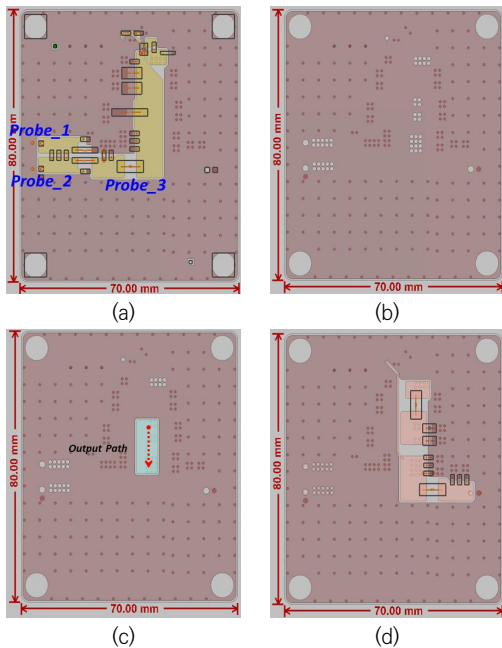 80.00 mm
Probe_1
Probe_2
Probe_3
70.00 mm
(a)
80.00 mm
70.00 mm
(b)
80.00 mm
Output Path
70.00 mm
(c)
80.00 mm
70.00 mm
(d)